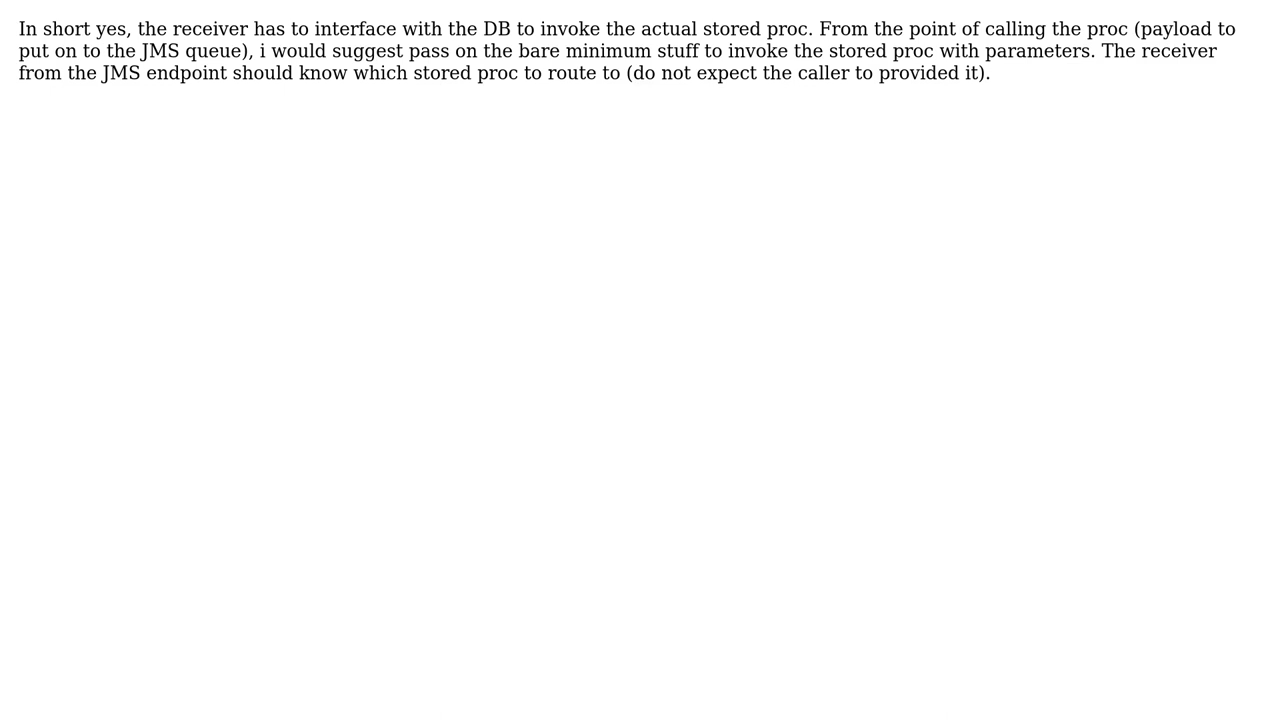 In short yes, the receiver has to interface with the DB to invoke the actual stored proc. From the point of calling the proc (payload to
put on to the JMS queue), i would suggest pass on the bare minimum stuff to invoke the stored proc with parameters. The receiver
from the JMS endpoint should know which stored proc to route to (do not expect the caller to provided it).